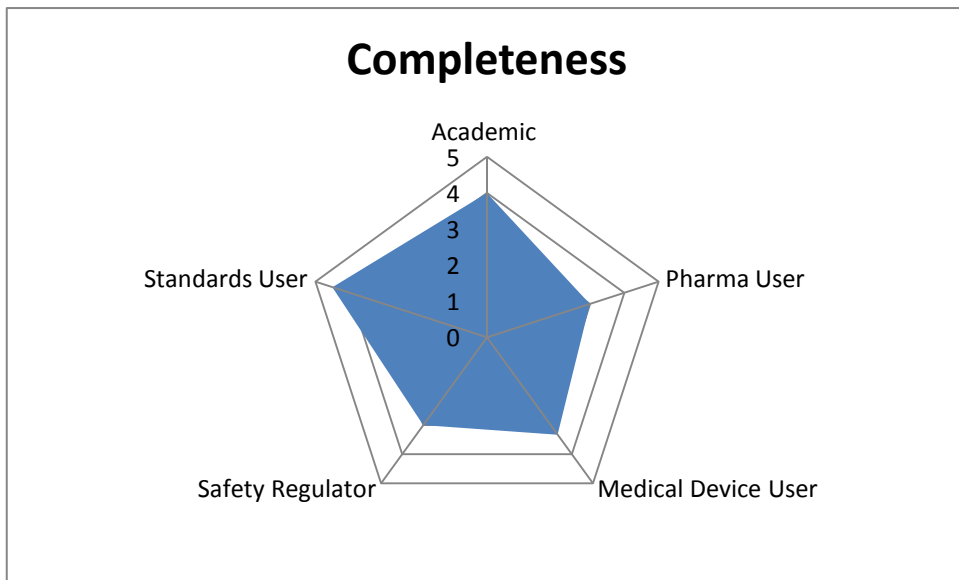 Completeness
Academic
5
4
3
2
1
0
Standards User
Pharma User
Safety Regulator
Medical Device User